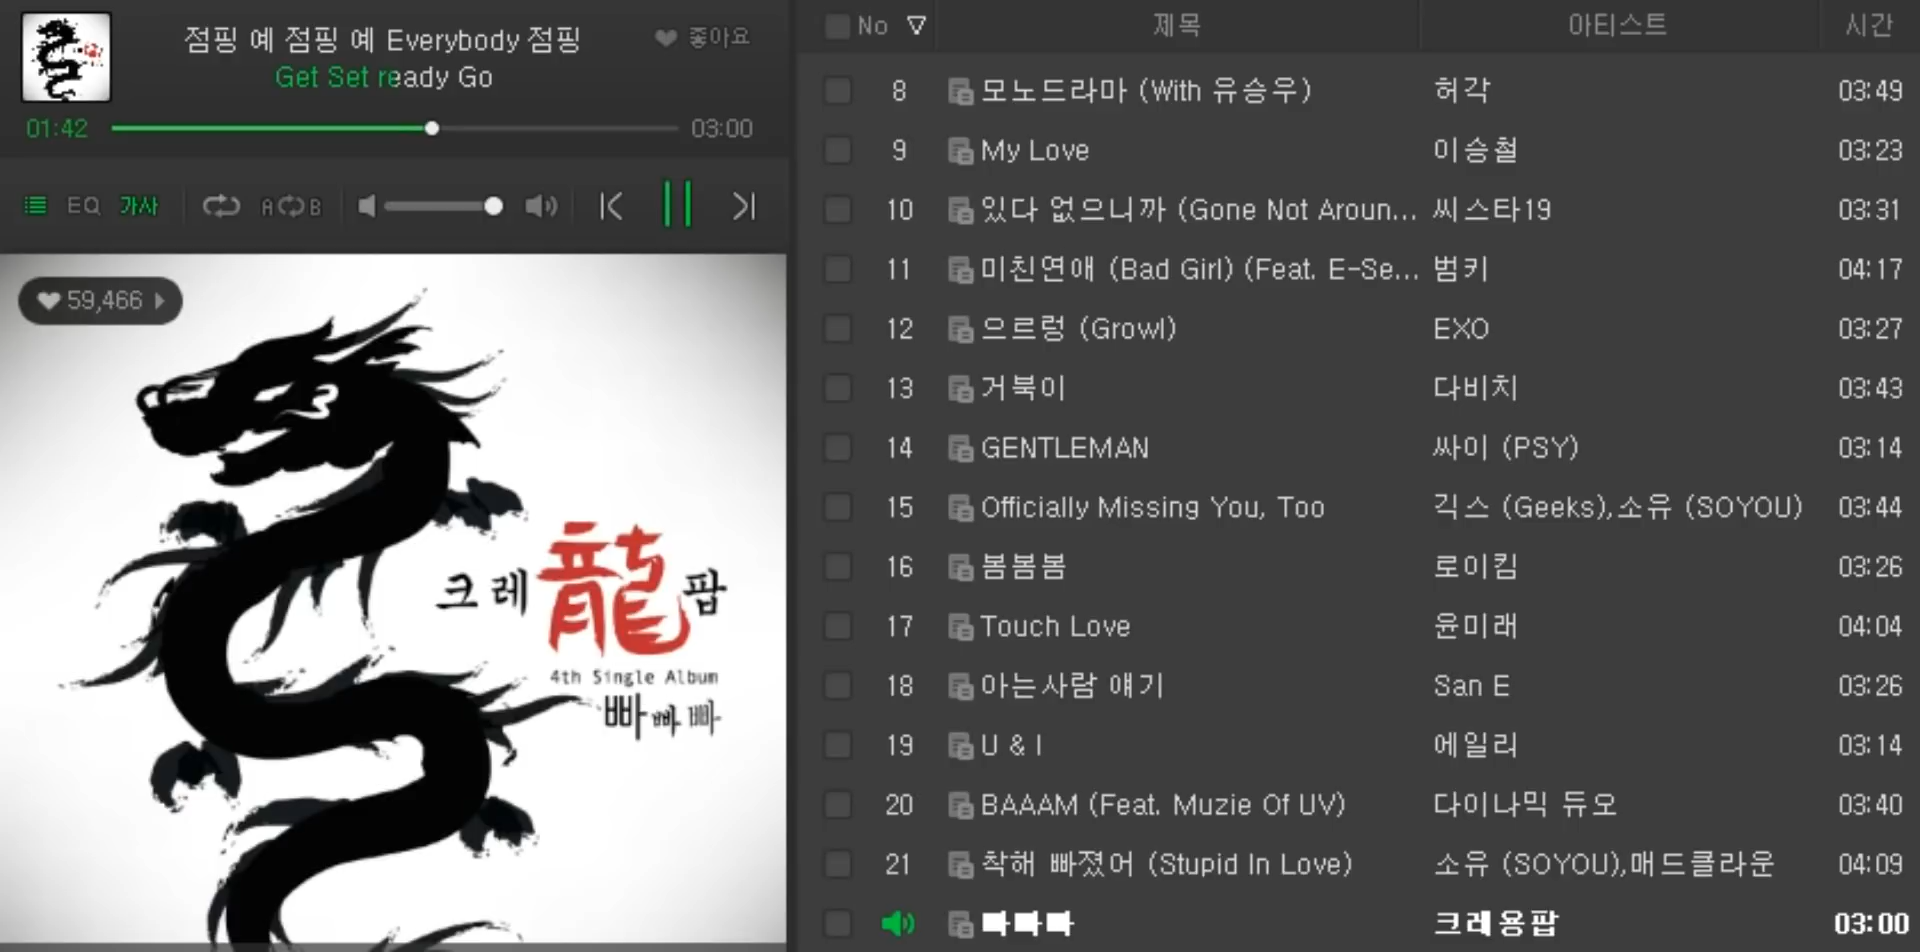 점핑 예 점핑 예 Everybody 점핑
Get Set ready Go
좋아요
01:42
03:00
EQ 가사 A B
59,466
크레龍팝
4th Single Album
빠빠빠
No 제목 아티스트 시간
8 모노드라마 (With 유승우) 허각 03:49
9 My Love 이승철 03:23
10 있다 없으니까 (Gone Not Aroun... 씨스타19 03:31
11 미친연애 (Bad Girl) (Feat. E-Se... 범키 04:17
12 으르렁 (Growl) EXO 03:27
13 거북이 다비치 03:43
14 GENTLEMAN 싸이 (PSY) 03:14
15 Officially Missing You, Too 긱스 (Geeks),소유 (SOYOU) 03:44
16 봄봄봄 로이킴 03:26
17 Touch Love 윤미래 04:04
18 아는사람 얘기 San E 03:26
19 U & I 에일리 03:14
20 BAAAM (Feat. Muzie Of UV) 다이나믹 듀오 03:40
21 착해 빠졌어 (Stupid In Love) 소유 (SOYOU),매드클라운 04:09
빠빠빠 크레용팝 03:00